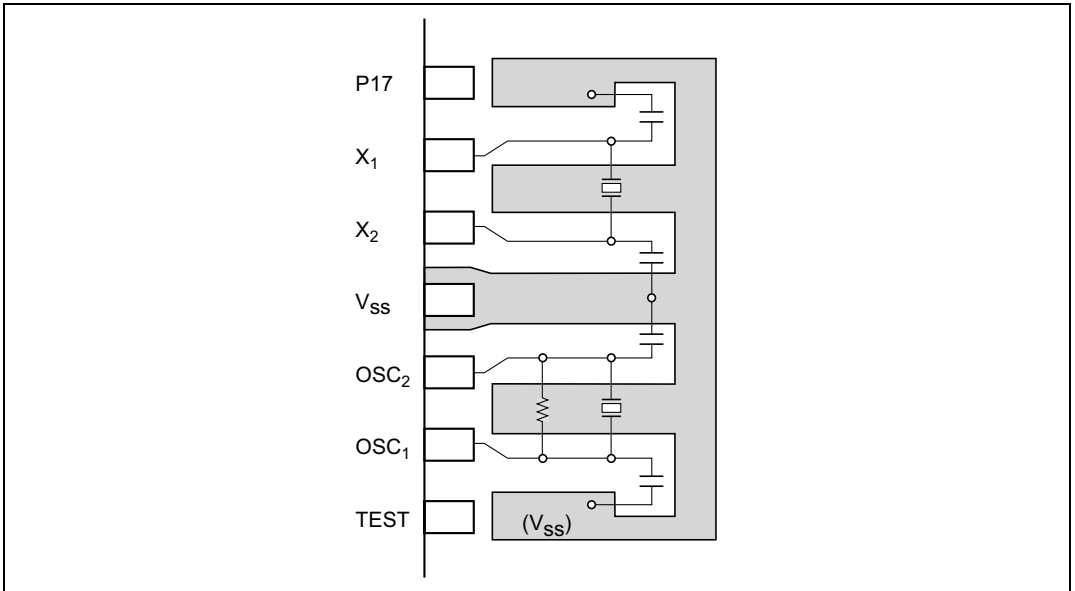 P17
X1
X2
VSS
OSC2
OSC1
TEST
(VSS)